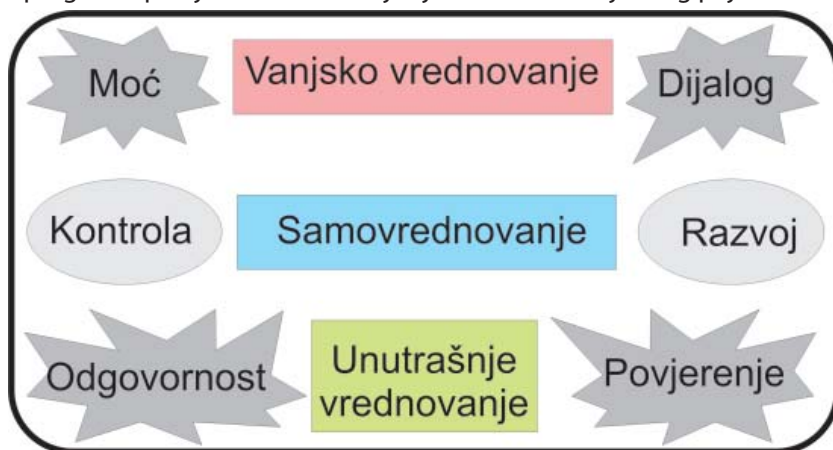 Moć
Vanjsko vrednovanje
Dijalog
Kontrola
Samovrednovanje
Razvoj
Odgovornost
Unutrašnje
vrednovanje
Povjerenje